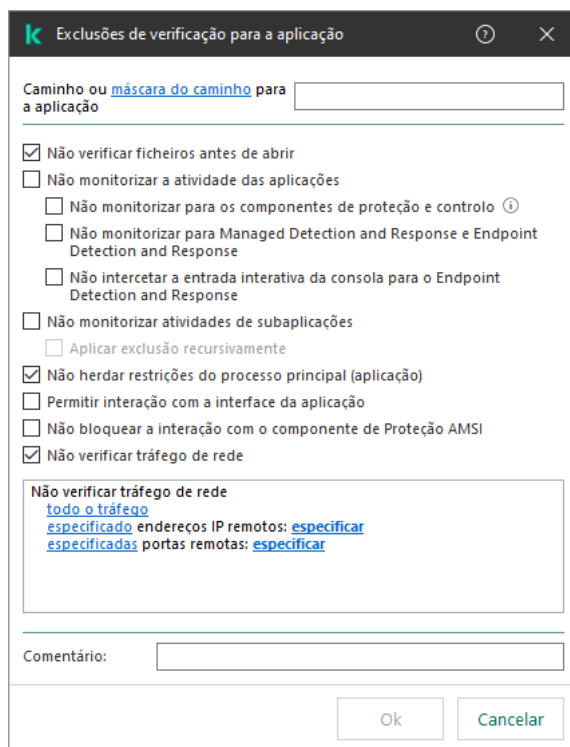 Exclusões de verificação para a aplicação
Caminho ou máscara do caminho para
a aplicação
Não verificar ficheiros antes de abrir
Não monitorizar a atividade das aplicações
Não monitorizar para os componentes de proteção e controlo
Não monitorizar para Managed Detection and Response e Endpoint
Detection and Response
Não intercetar a entrada interativa da consola para o Endpoint
Detection and Response
Não monitorizar atividades de subaplicações
Aplicar exclusão recursivamente
Não herdar restrições do processo principal (aplicação)
Permitir interação com a interface da aplicação
Não bloquear a interação com o componente de Proteção AMSI
Não verificar tráfego de rede
Não verificar tráfego de rede
todo o tráfego
especificado endereços IP remotos: especificar
especificadas portas remotas: especificar
Comentário:
Ok Cancelar